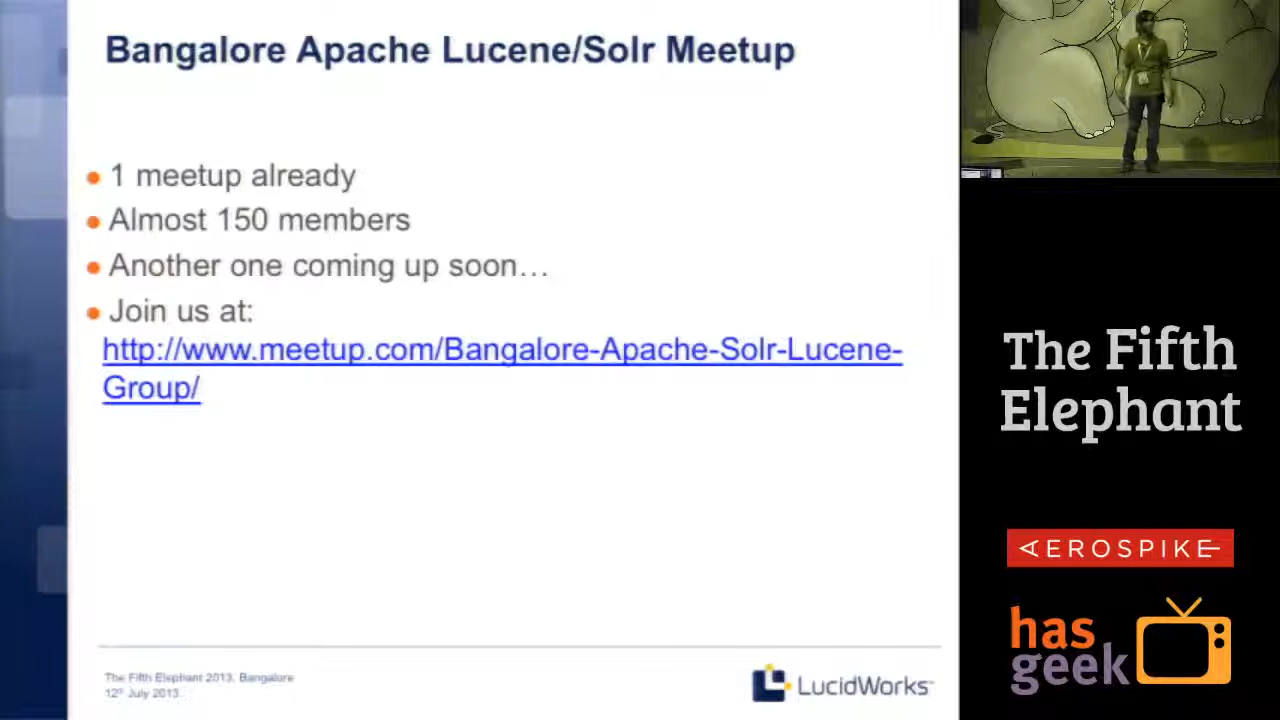 Bangalore Apache Lucene/Solr Meetup
1 meetup already
Almost 150 members
Another one coming up soon…
Join us at:
http://www.meetup.com/Bangalore-Apache-Solr-Lucene-
Group/
The Fifth Elephant 2013, Bangalore
12th July 2013
LucidWorks
The Fifth
Elephant
AEROSPIKE
has
geek